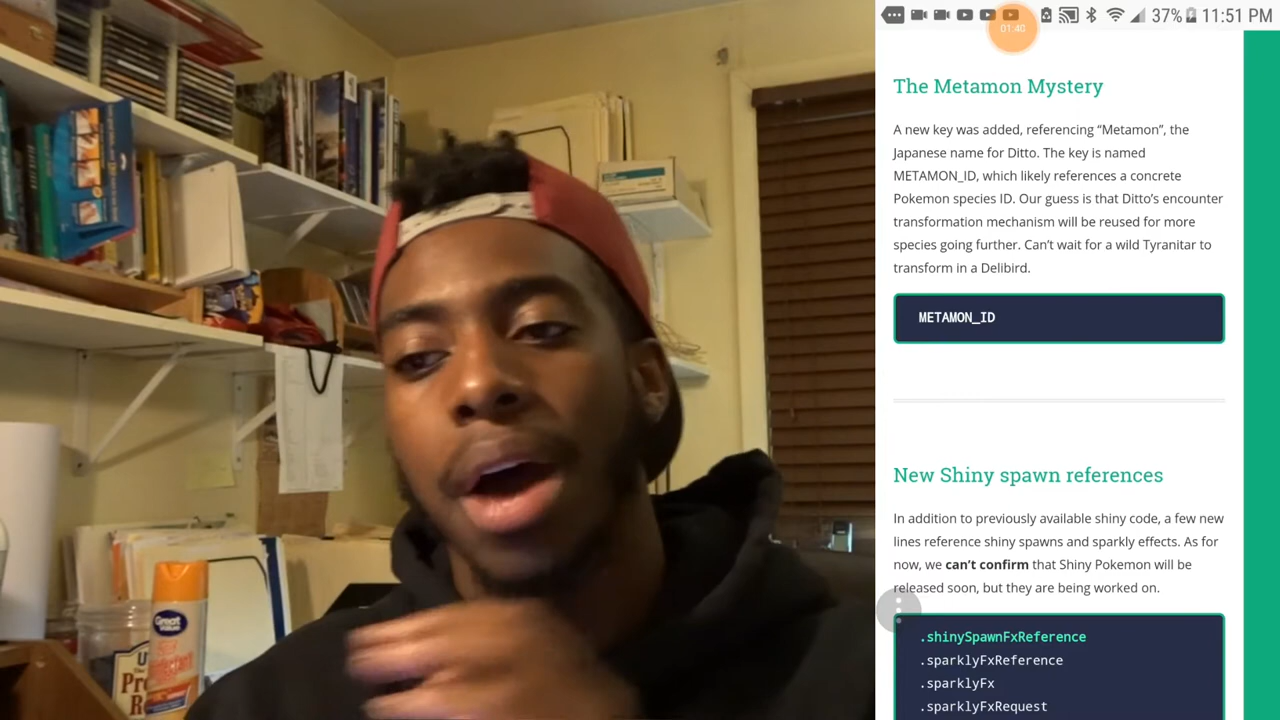 37% 11:51 PM
01:40
The Metamon Mystery
A new key was added, referencing “Metamon”, the
Japanese name for Ditto. The key is named
METAMON_ID, which likely references a concrete
Pokemon species ID. Our guess is that Ditto’s encounter
transformation mechanism will be reused for more
species going further. Can’t wait for a wild Tyranitar to
transform in a Delibird.
METAMON_ID
New Shiny spawn references
In addition to previously available shiny code, a few new
lines reference shiny spawns and sparkly effects. As for
now, we can’t confirm that Shiny Pokemon will be
released soon, but they are being worked on.
.shinySpawnFxReference
.sparklyFxReference
.sparklyFx
.sparklyFxRequest
Great
Value